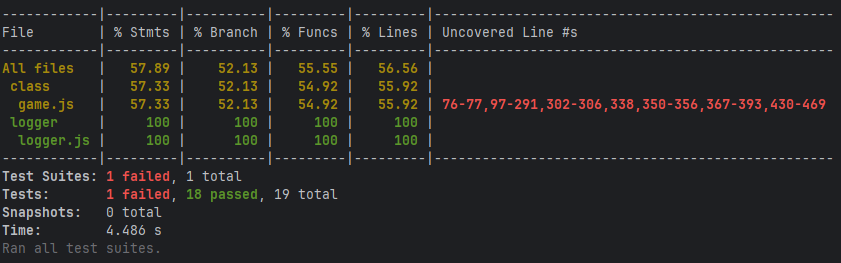 ------------|---------|----------|---------|---------|--------------------------------------------------
File        | % Stmts | % Branch | % Funcs | % Lines | Uncovered Line #s
------------|---------|----------|---------|---------|--------------------------------------------------
All files   |   57.89 |    52.13 |   55.55 |   56.56 |
 class      |   57.33 |    52.13 |   54.92 |   55.92 |
  game.js   |   57.33 |    52.13 |   54.92 |   55.92 | 76-77,97-291,302-306,338,350-356,367-393,430-469
 logger     |     100 |      100 |     100 |     100 |
  logger.js |     100 |      100 |     100 |     100 |
------------|---------|----------|---------|---------|--------------------------------------------------
Test Suites: 1 failed, 1 total
Tests:       1 failed, 18 passed, 19 total
Snapshots:   0 total
Time:        4.486 s
Ran all test suites.